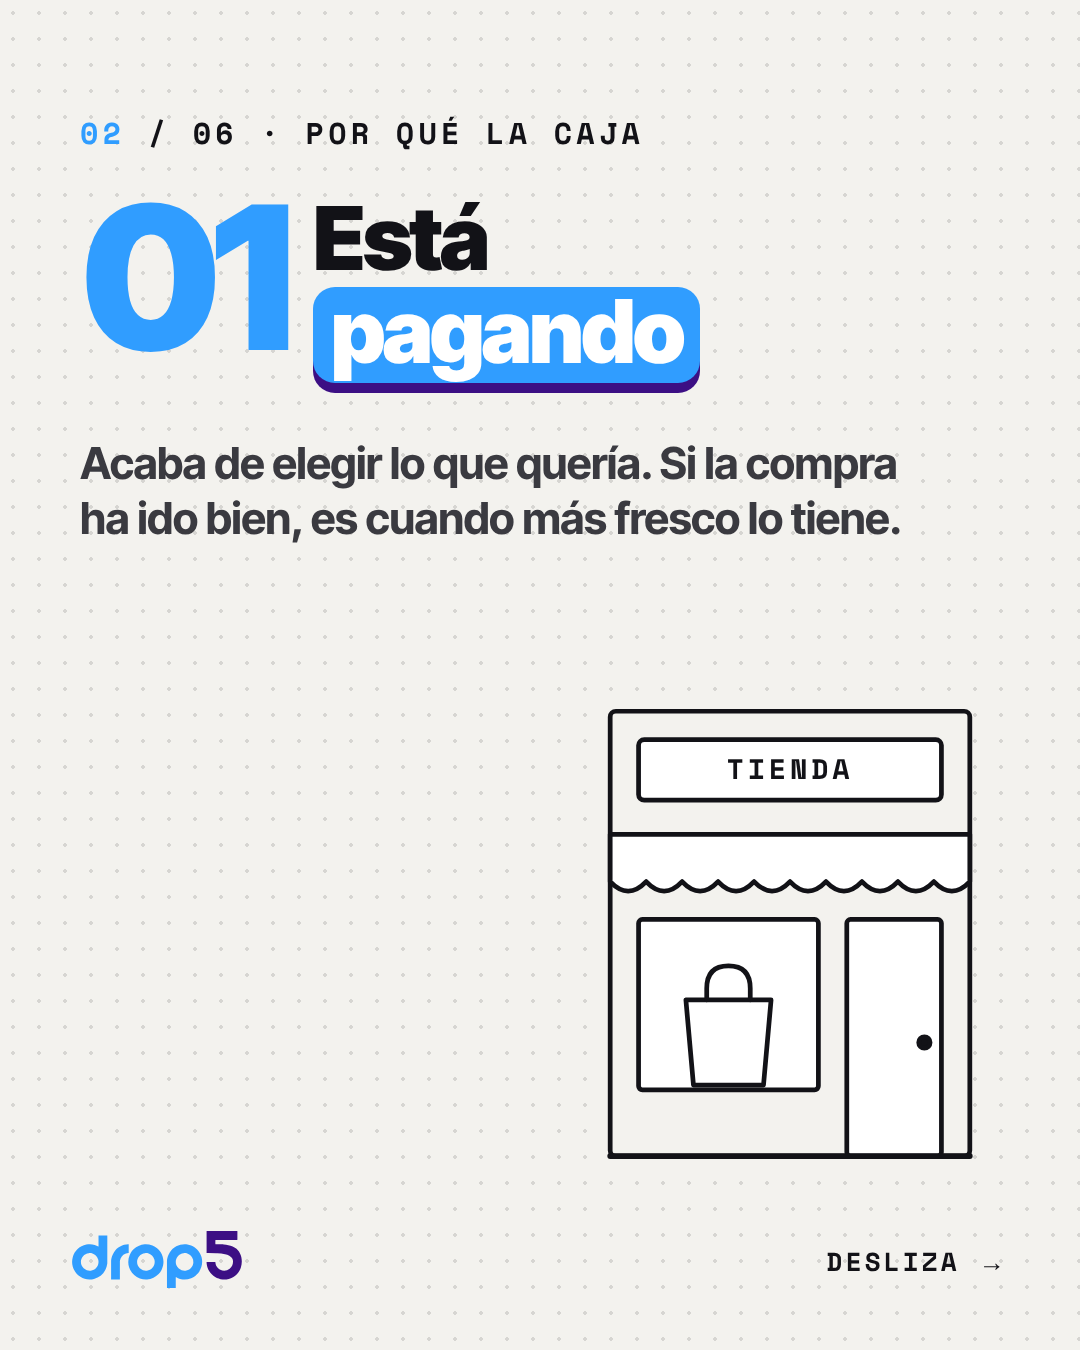 02 / 06 · POR QUÉ LA CAJA
01 Está
pagando
Acaba de elegir lo que quería. Si la compra
ha ido bien, es cuando más fresco lo tiene.
TIENDA
drop5
DESLIZA →